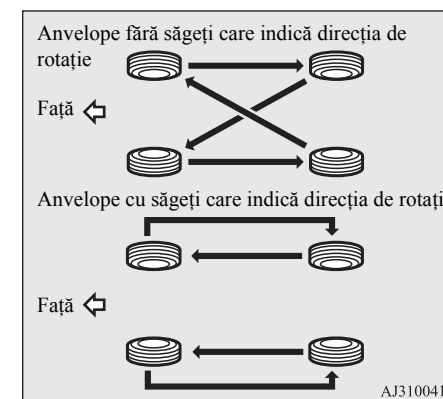 Anvelope fără săgeți care indică direcția de
rotație
Față
Anvelope cu săgeți care indică direcția de rotați
Față
AJ310041